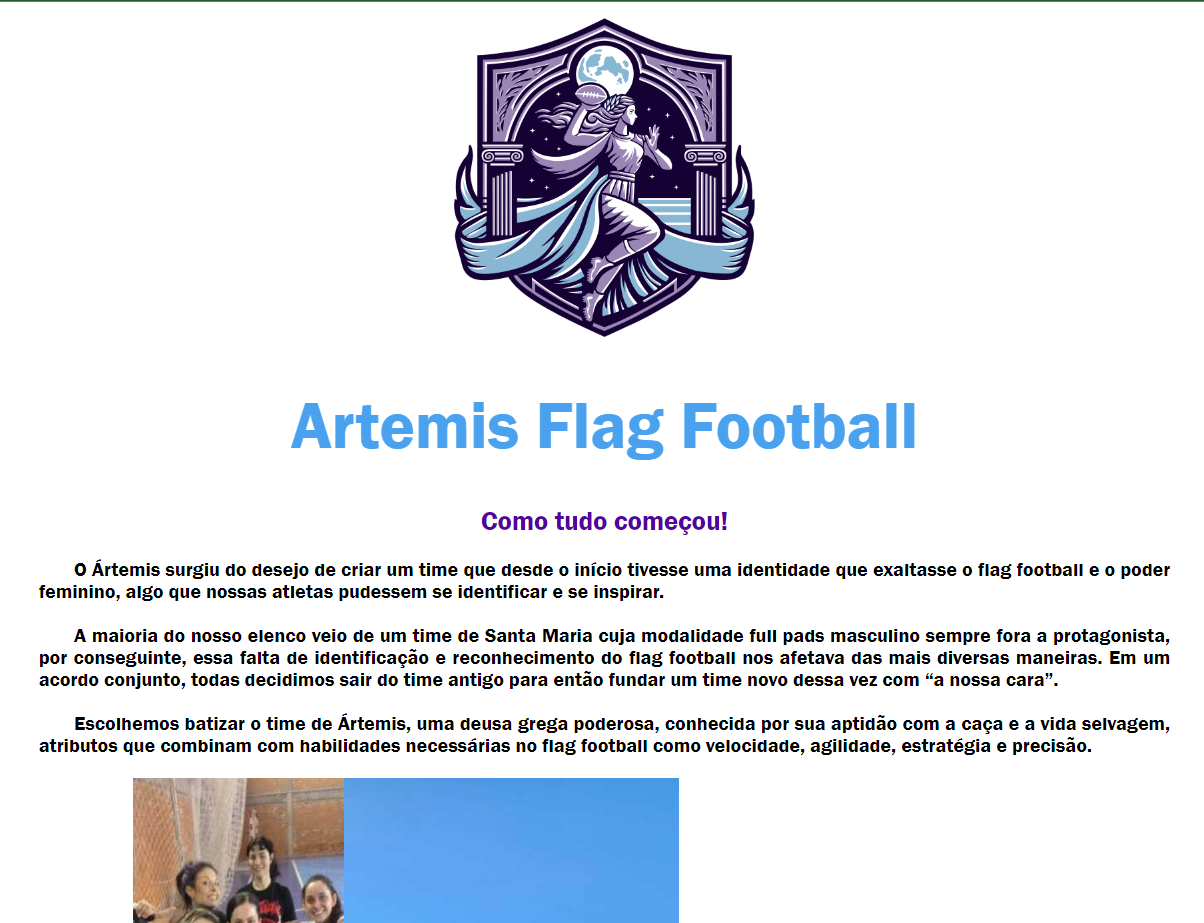 Artemis Flag Football
Como tudo começou!
O Ártemis surgiu do desejo de criar um time que desde o início tivesse uma identidade que exaltasse o flag football e o poder
feminino, algo que nossas atletas pudessem se identificar e se inspirar.
A maioria do nosso elenco veio de um time de Santa Maria cuja modalidade full pads masculino sempre fora a protagonista,
por conseguinte, essa falta de identificação e reconhecimento do flag football nos afetava das mais diversas maneiras. Em um
acordo conjunto, todas decidimos sair do time antigo para então fundar um time novo dessa vez com “a nossa cara”.
Escolhemos batizar o time de Ártemis, uma deusa grega poderosa, conhecida por sua aptidão com a caça e a vida selvagem,
atributos que combinam com habilidades necessárias no flag football como velocidade, agilidade, estratégia e precisão.